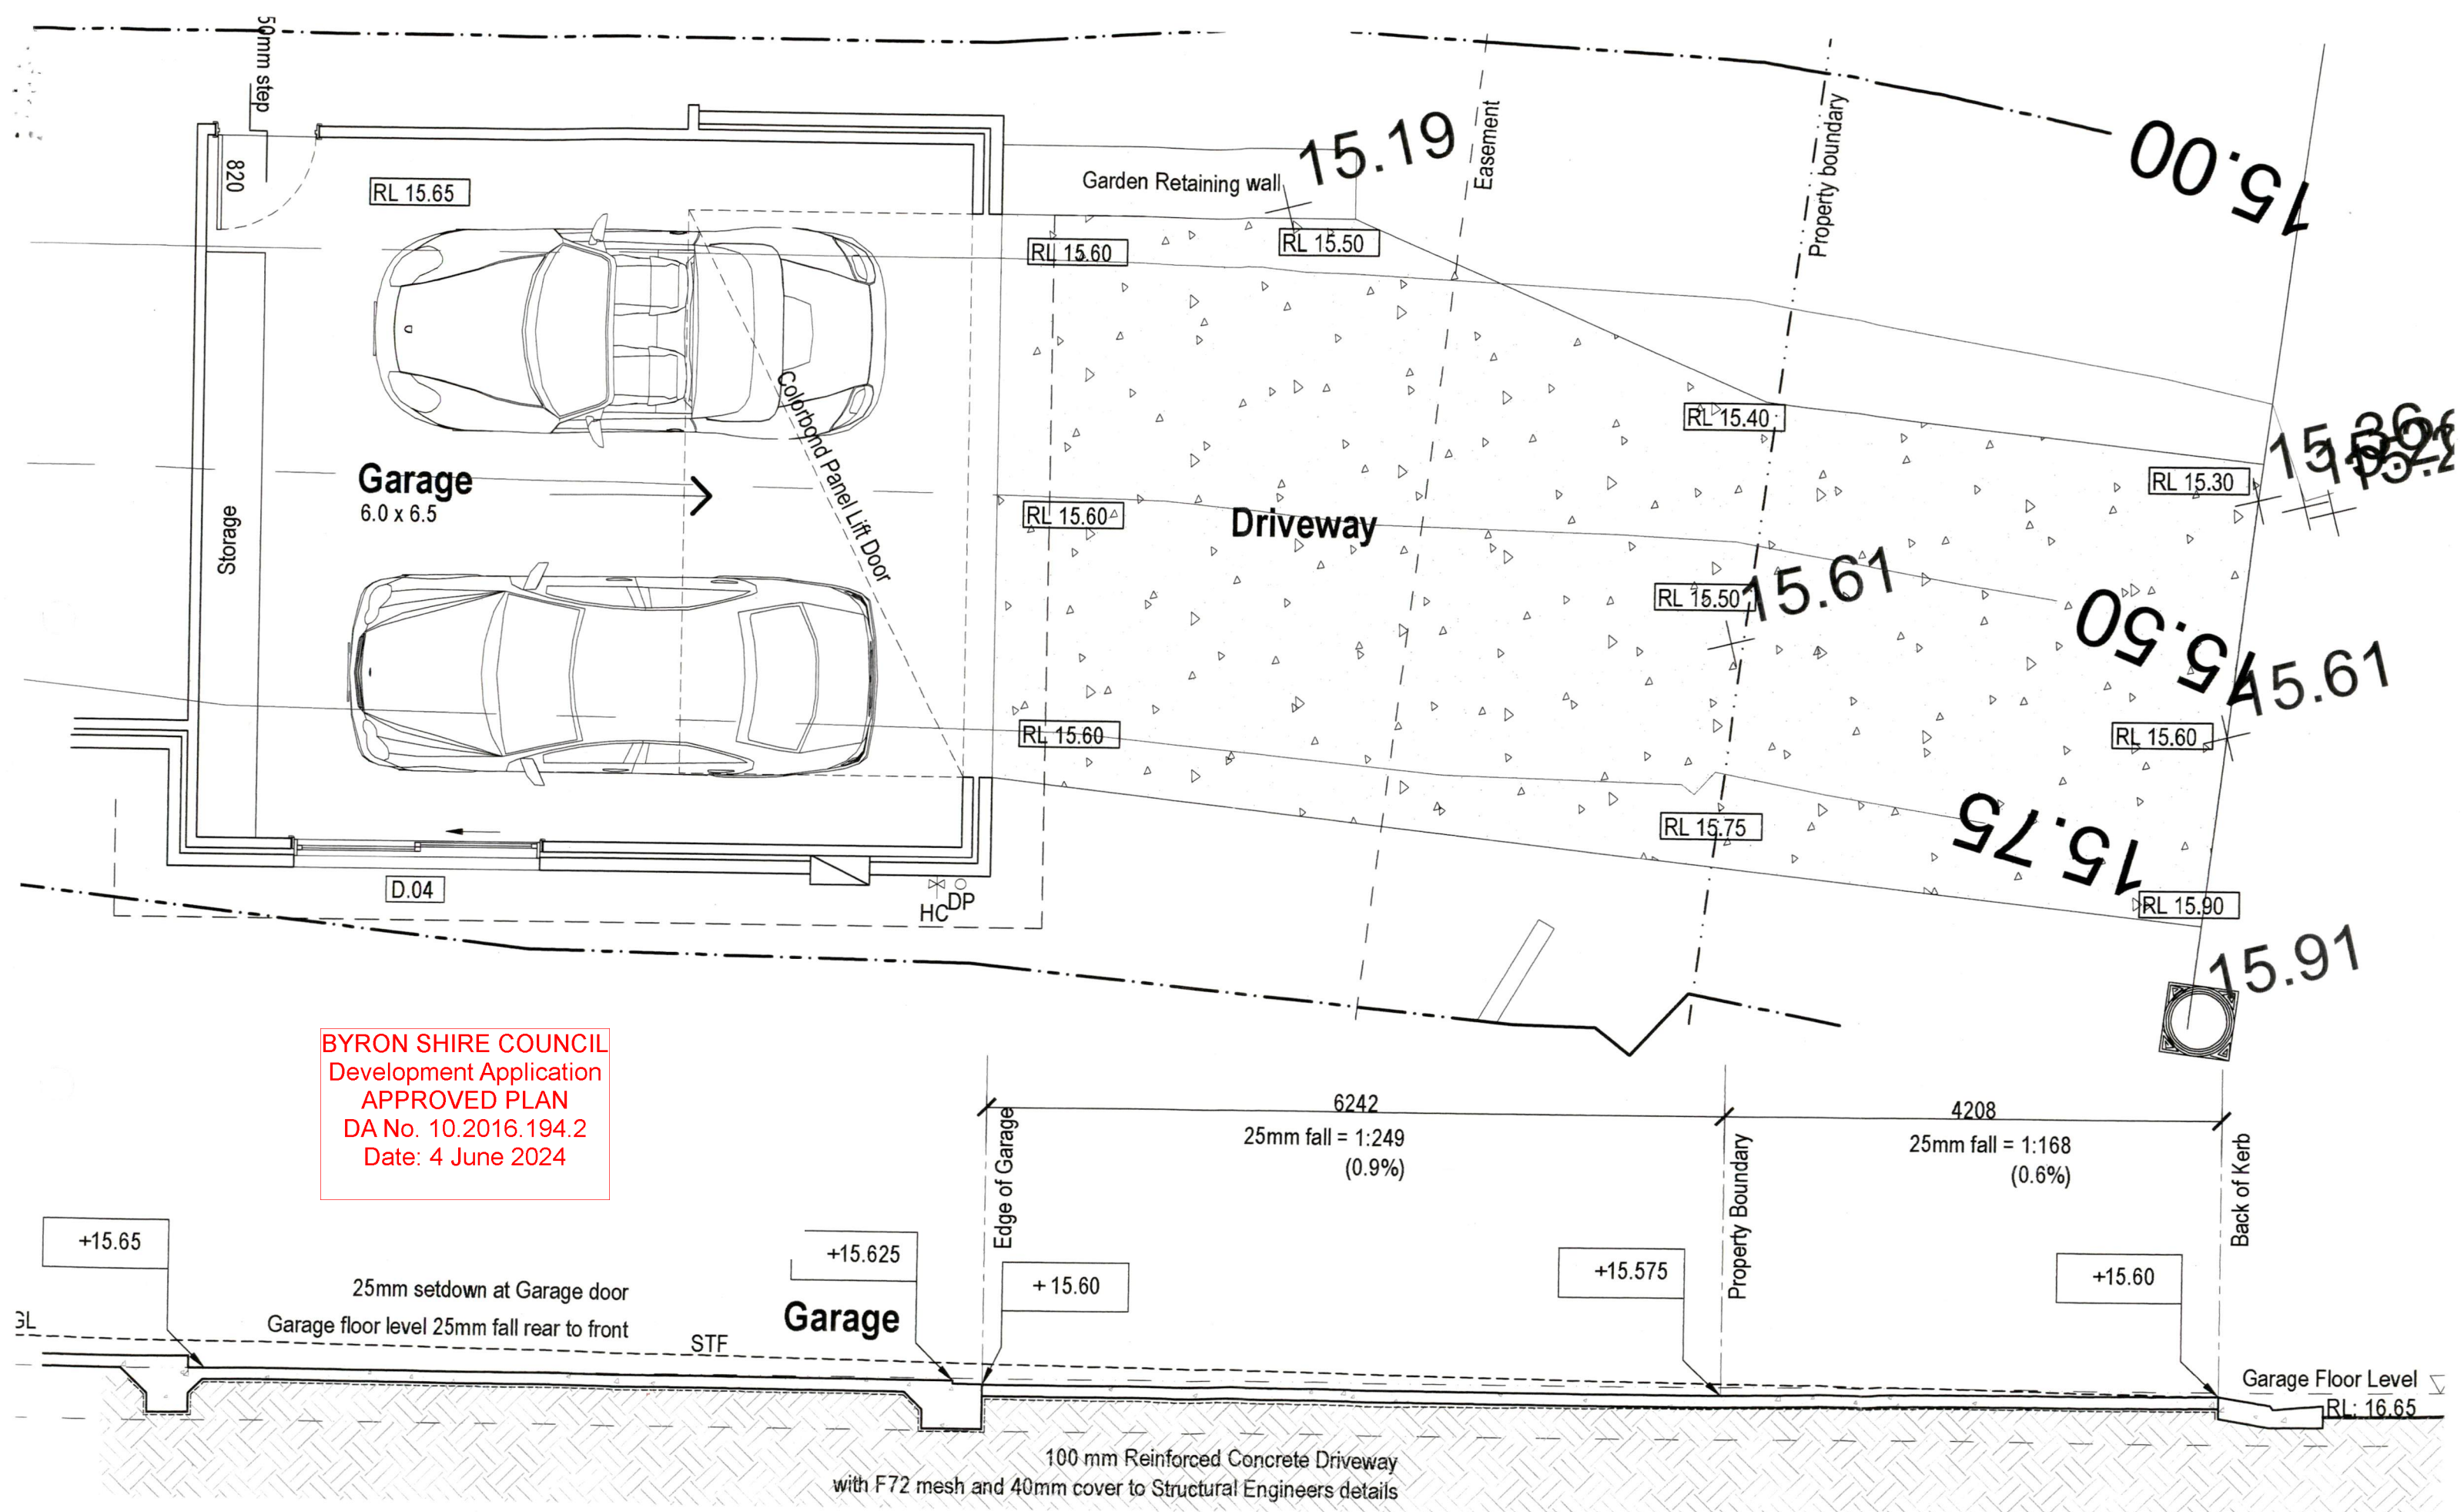 50mm step
820
RL 15.65
Garden Retaining wall
15.19
Easement
Property boundary
15.00
RL 15.60
RL 15.50
Colorbond Panel Lift Door
Garage
6.0 x 6.5
Storage
RL 15.60
Driveway
RL 15.40
RL 15.30
RL 15.50
15.61
15.50
15.61
RL 15.60
RL 15.60
RL 15.75
15.75
RL 15.90
15.91
D.04
HC
DP
BYRON SHIRE COUNCIL
Development Application
APPROVED PLAN
DA No. 10.2016.194.2
Date: 4 June 2024
6242
25mm fall = 1:249
(0.9%)
4208
25mm fall = 1:168
(0.6%)
Edge of Garage
Property Boundary
Back of Kerb
+15.65
+15.625
+ 15.60
+15.575
+15.60
25mm setdown at Garage door
Garage floor level 25mm fall rear to front
Garage
STF
Garage Floor Level
RL: 16.65
100 mm Reinforced Concrete Driveway
with F72 mesh and 40mm cover to Structural Engineers details